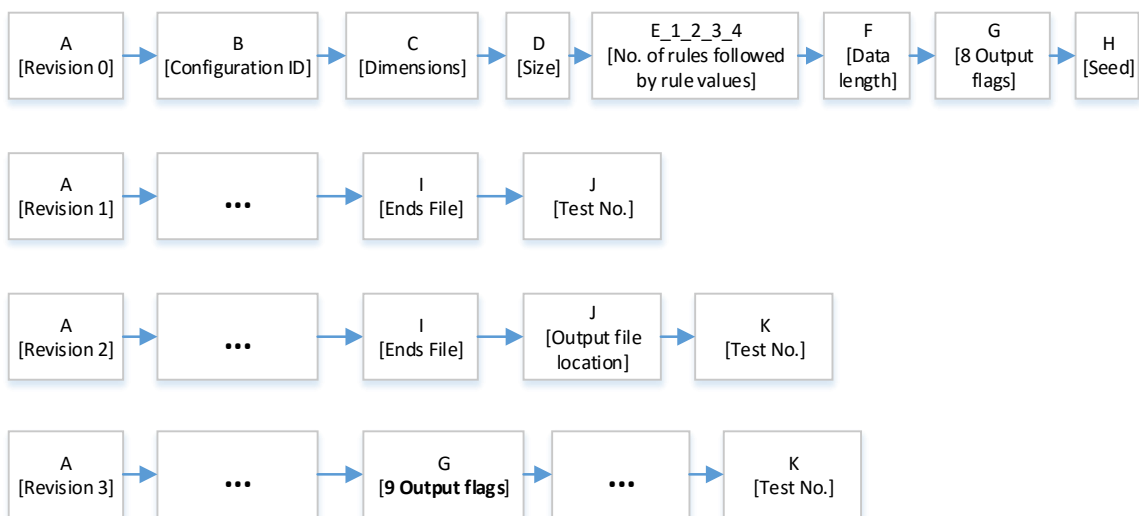 A
[Revision 0]
B
[Configuration ID]
C
[Dimensions]
D
[Size]
E_1_2_3_4
[No. of rules followed
by rule values]
F
[Data
length]
G
[8 Output
flags]
H
[Seed]
A
[Revision 1]
...
I
[Ends File]
J
[Test No.]
A
[Revision 2]
...
I
[Ends File]
J
[Output file
location]
K
[Test No.]
A
[Revision 3]
...
G
[9 Output flags]
...
K
[Test No.]